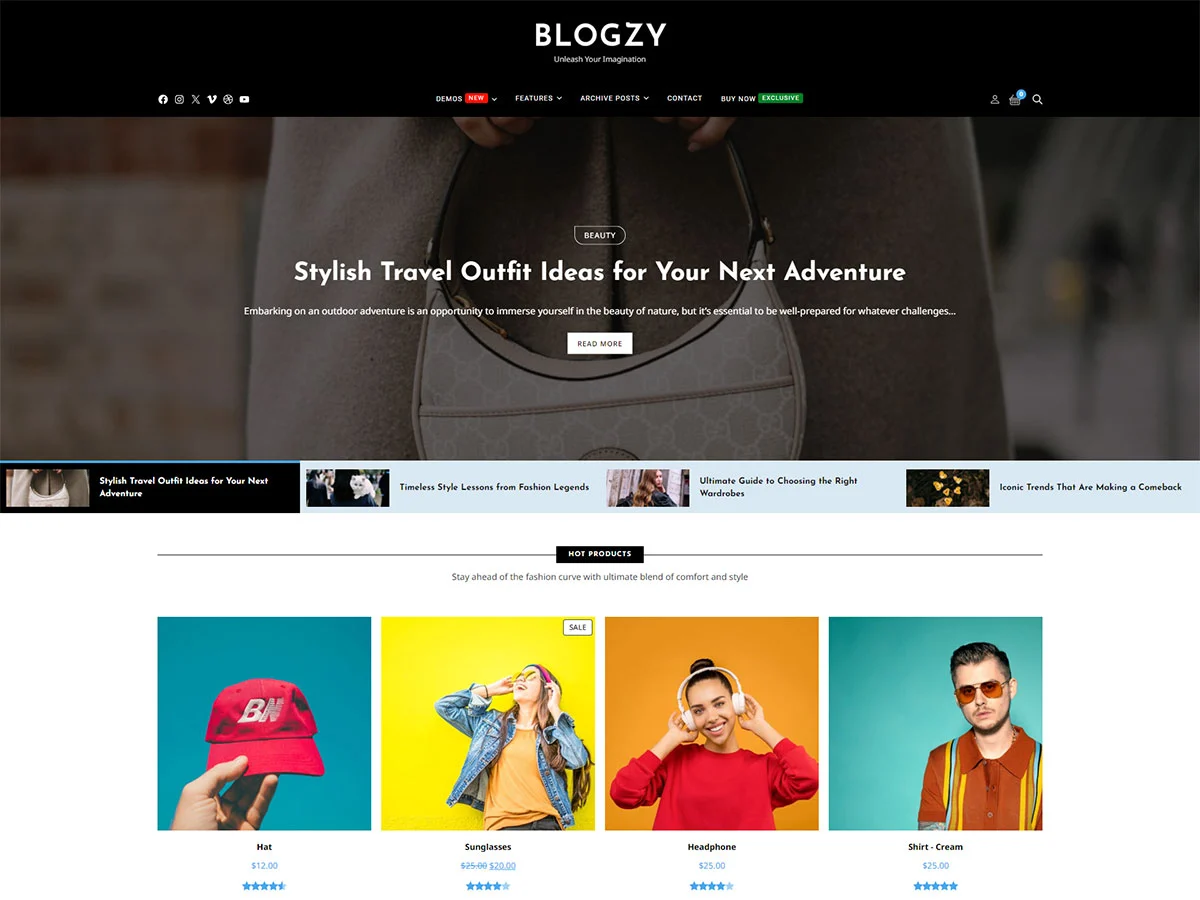 BLOGZY
Unleash Your Imagination
DEMOS NEW FEATURES ARCHIVE POSTS CONTACT BUY NOW EXCLUSIVE
0
BEAUTY
Stylish Travel Outfit Ideas for Your Next Adventure
Embarking on an outdoor adventure is an opportunity to immerse yourself in the beauty of nature, but it's essential to be well-prepared for whatever challenges...
READ MORE
Stylish Travel Outfit Ideas for Your Next
Adventure
Timeless Style Lessons from Fashion Legends
Ultimate Guide to Choosing the Right
Wardrobes
Iconic Trends That Are Making a Comeback
HOT PRODUCTS
Stay ahead of the fashion curve with ultimate blend of comfort and style
SALE
BN
Hat
$12.00
Sunglasses
$25.00 $20.00
Headphone
$25.00
Shirt - Cream
$25.00